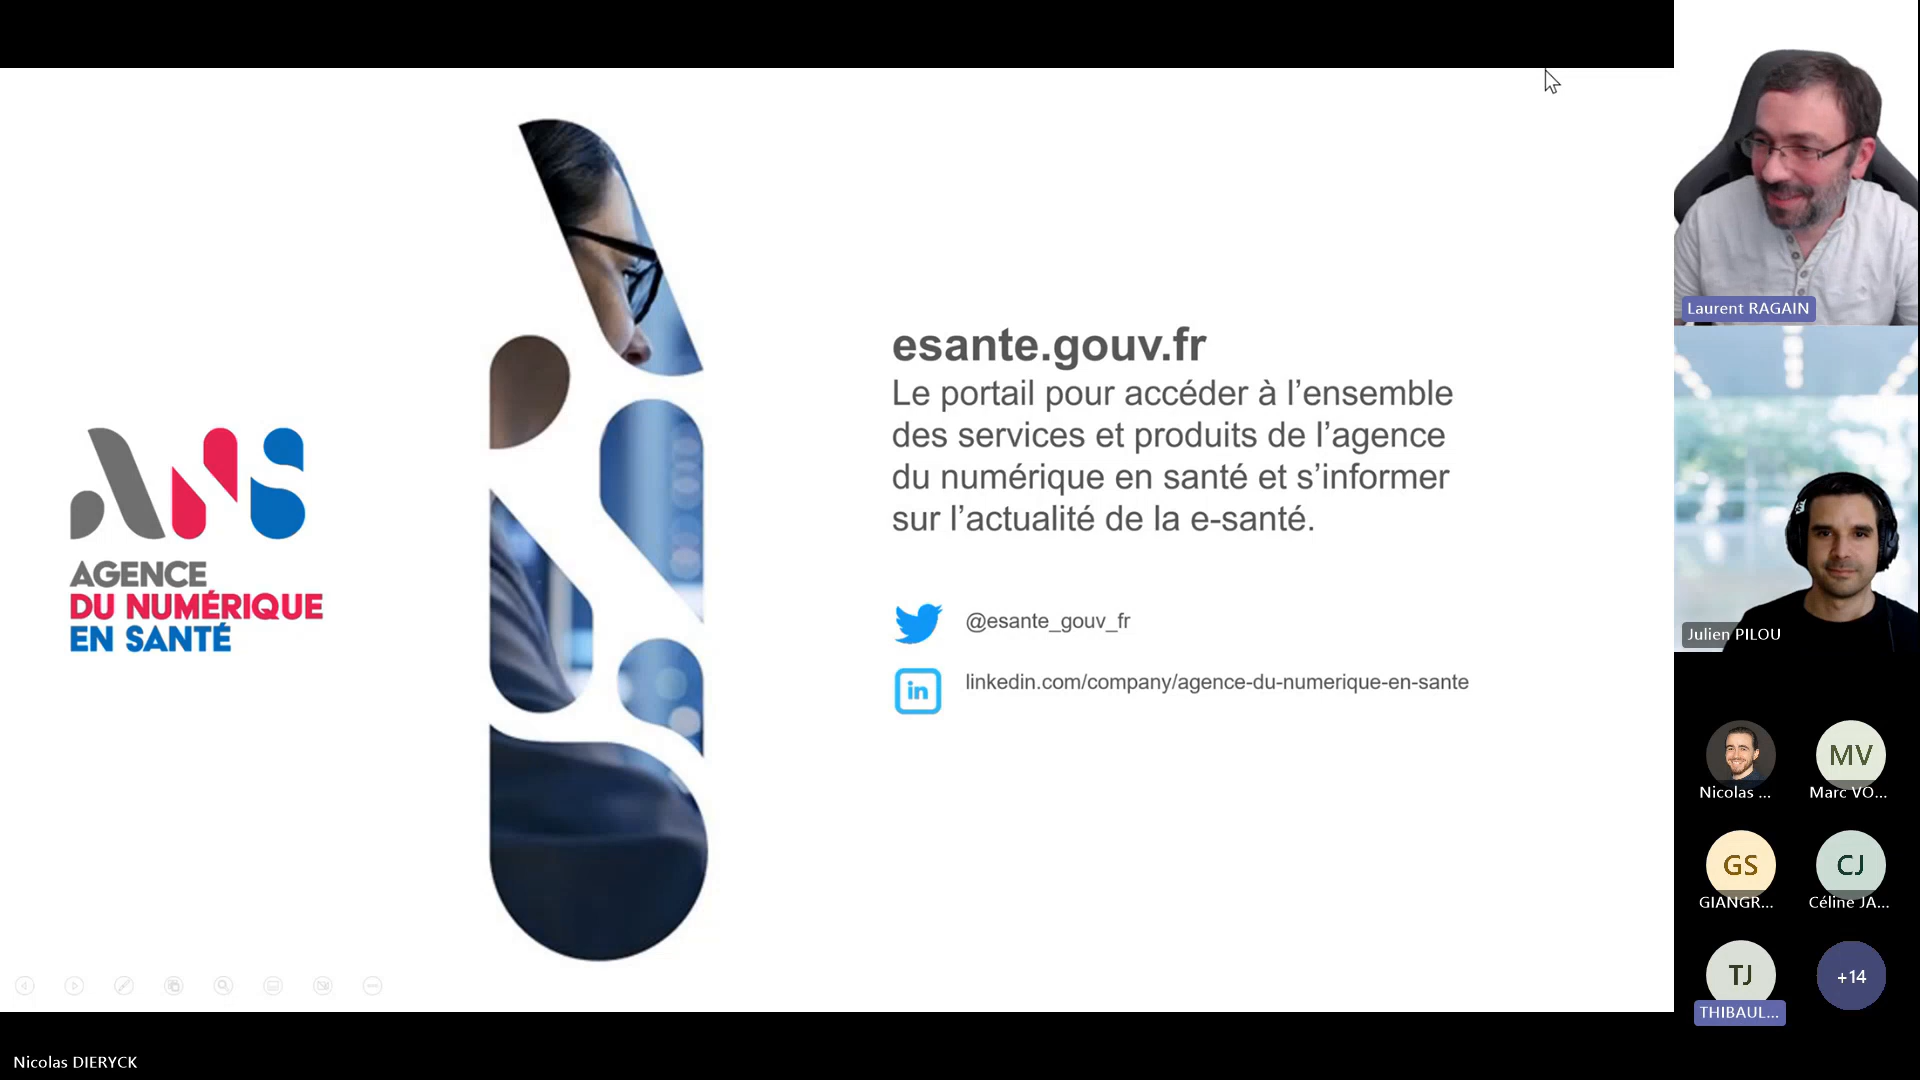 AGENCE
DU NUMÉRIQUE
EN SANTÉ
esante.gouv.fr
Le portail pour accéder à l’ensemble
des services et produits de l’agence
du numérique en santé et s’informer
sur l’actualité de la e-santé.
@esante_gouv_fr
in
linkedin.com/company/agence-du-numerique-en-sante
Laurent RAGAIN
Julien PILOU
Nicolas ...
MV
Marc VO...
GS
GIANGR...
CJ
Céline JA...
TJ
THIBAUL...
+14
Nicolas DIERYCK